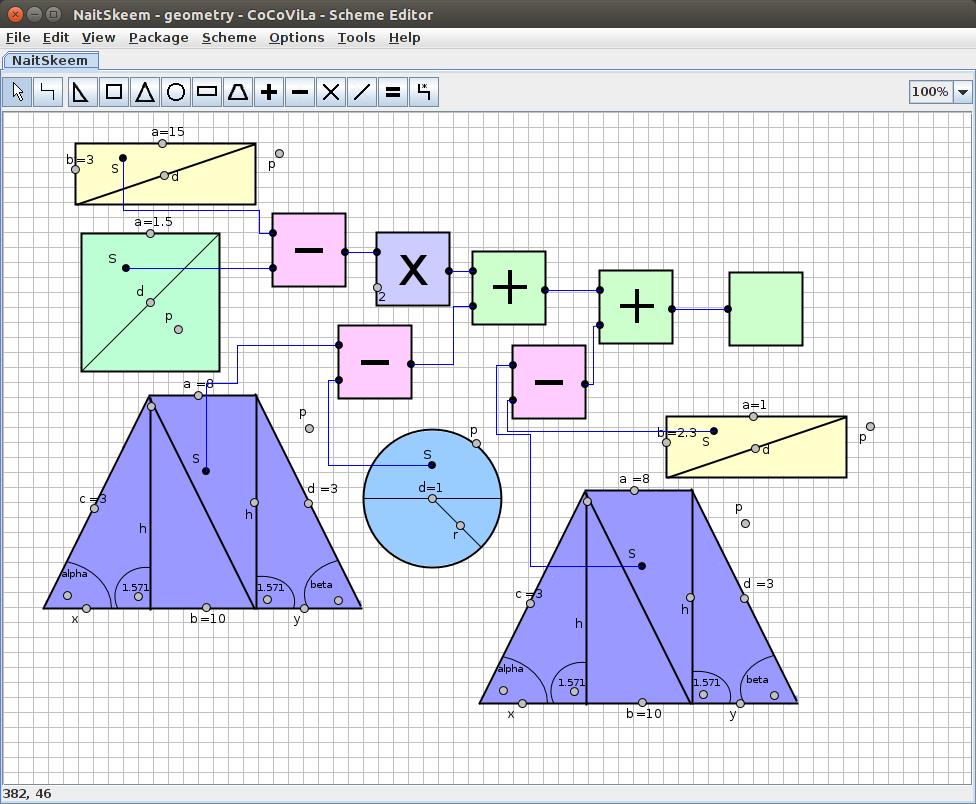 NaitSkeem - geometry - CoCoViLa - Scheme Editor
File Edit View Package Scheme Options Tools Help
NaitSkeem
100%
a=15
b=3
S
d
p
a=1.5
S
d
p
X
2
a =8
p
S
c =3
d =3
h
h
alpha
1.571
1.571
beta
x
b =10
y
p
S
d=1
r
a=1
b=2.3
S
d
p
a =8
p
S
c =3
d =3
h
h
alpha
1.571
1.571
beta
x
b =10
y
382, 46